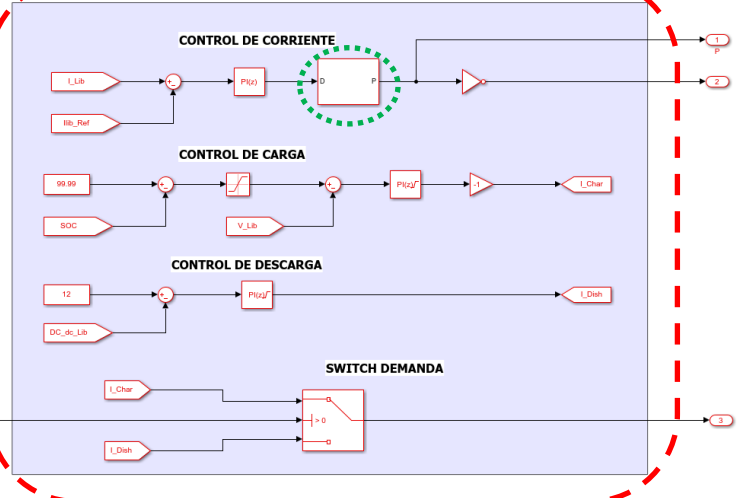 CONTROL DE CORRIENTE
1
P
I_Lib
+_
PI(z)
D
P
2
Ilib_Ref
CONTROL DE CARGA
99.99
+_
+_
PI(z)
-1
I_Char
SOC
V_Lib
CONTROL DE DESCARGA
12
+_
PI(z)
I_Dish
DC_dc_Lib
SWITCH DEMANDA
I_Char
> 0
3
I_Dish